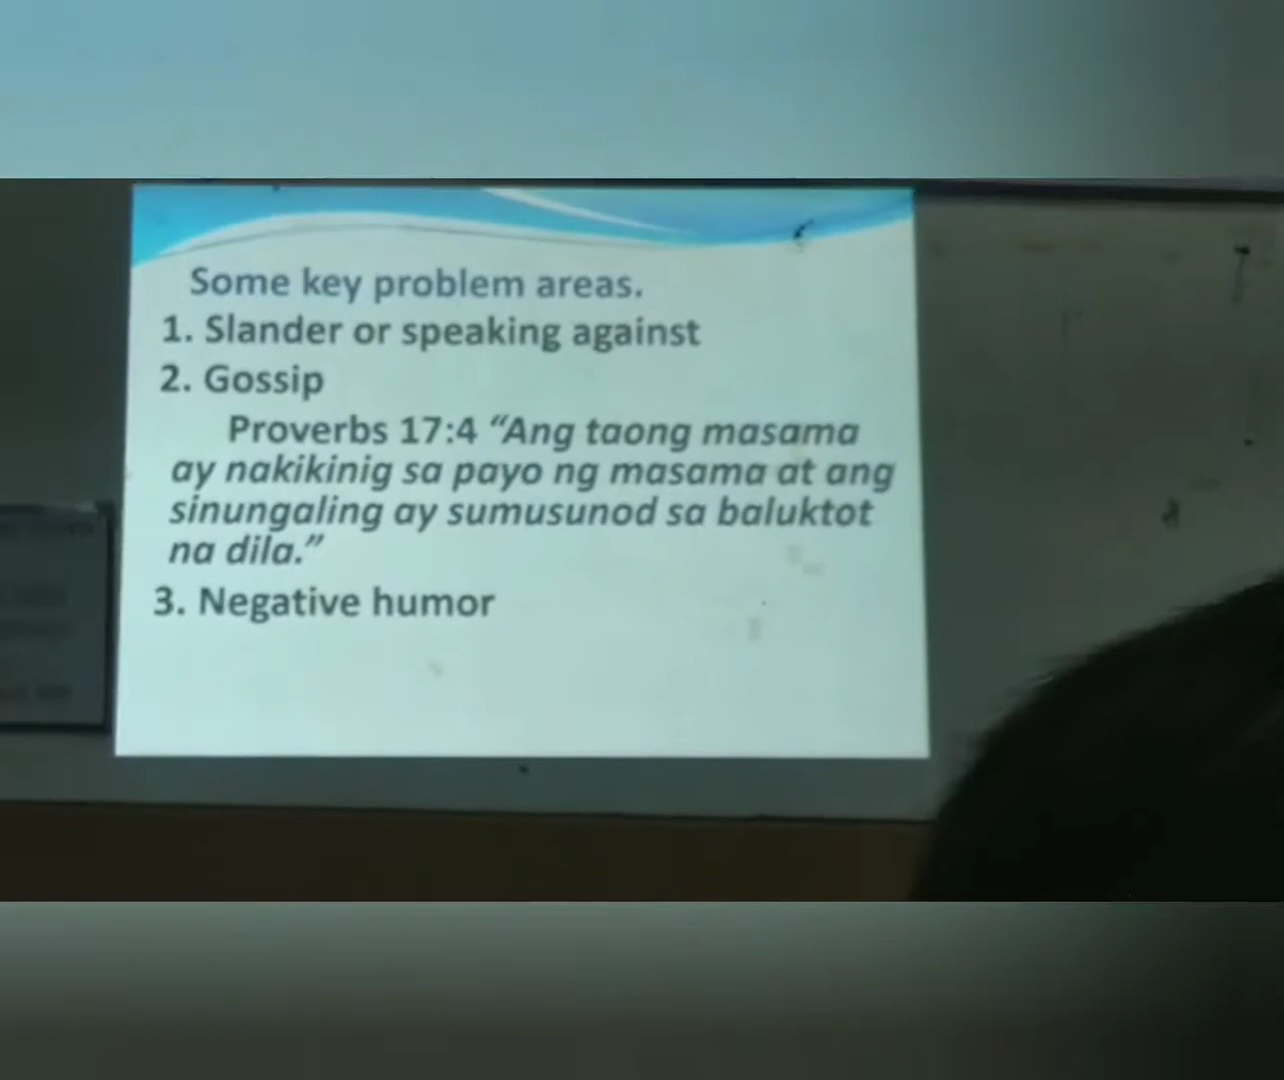 Some key problem areas.
1. Slander or speaking against
2. Gossip
Proverbs 17:4 “Ang taong masama
ay nakikinig sa payo ng masama at ang
sinungaling ay sumusunod sa baluktot
na dila.”
3. Negative humor